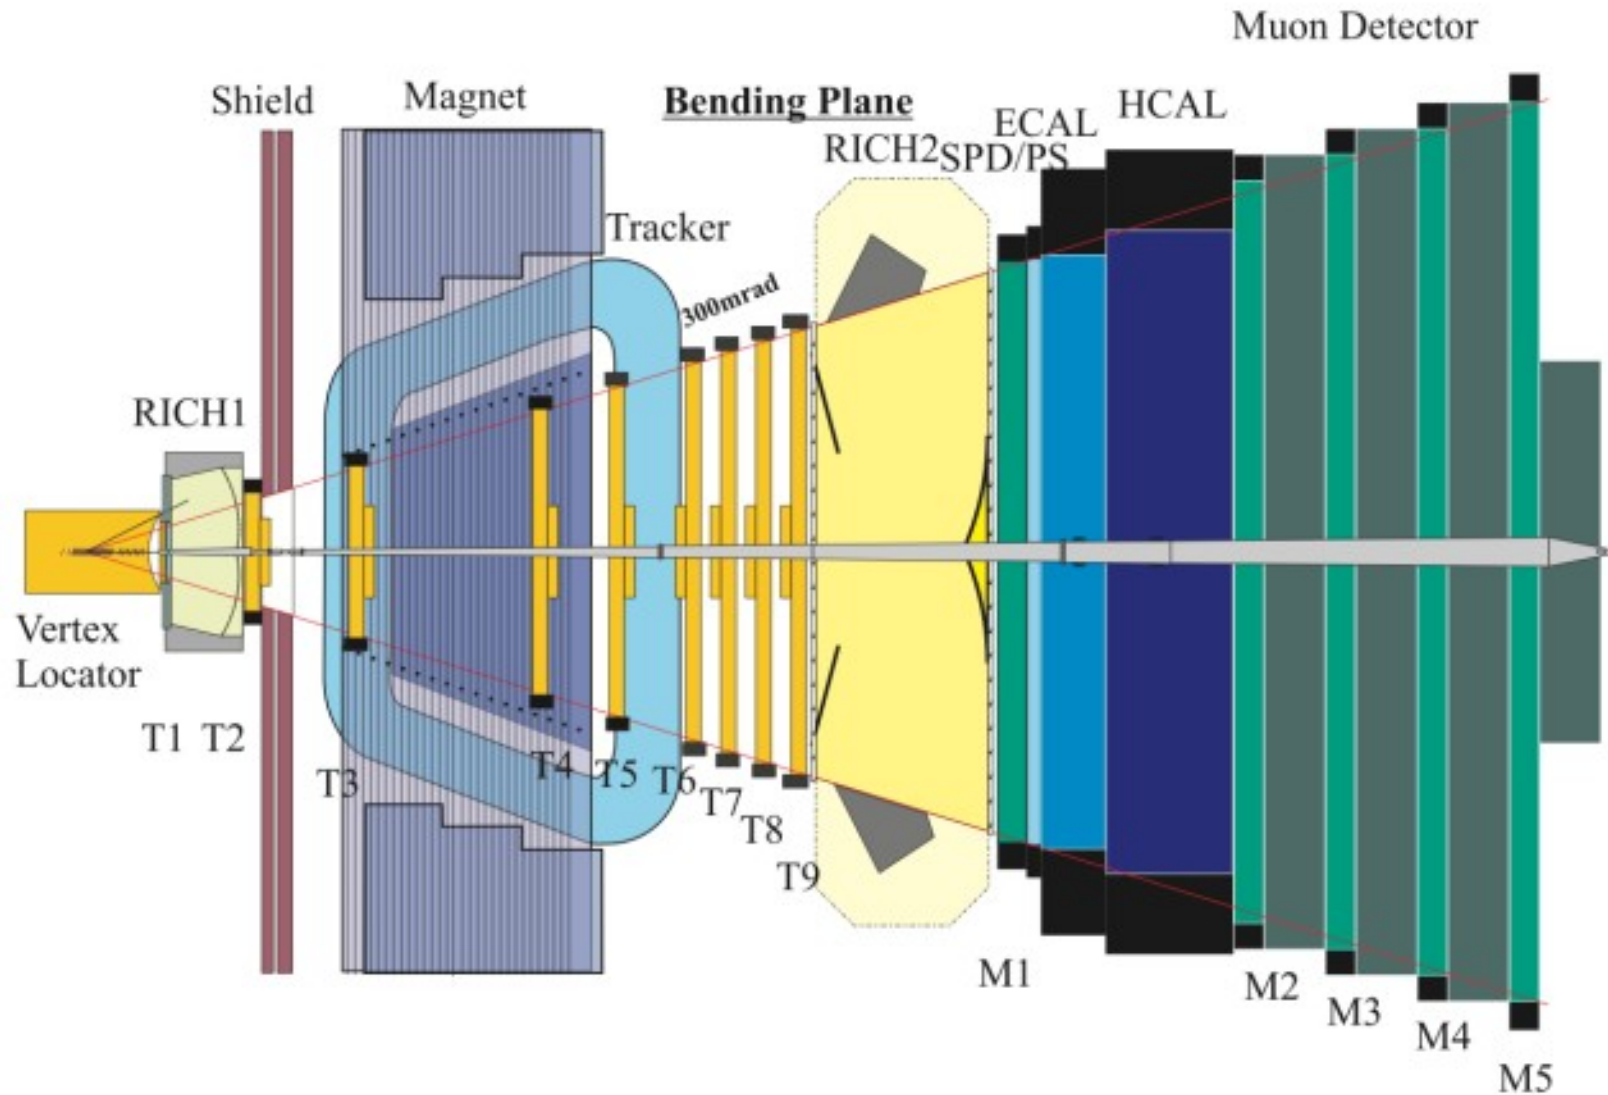 Muon Detector
Shield
Magnet
Bending Plane
ECAL
HCAL
RICH2
SPD/PS
Tracker
300mrad
RICH1
Vertex
Locator
T1
T2
T3
T4
T5
T6
T7
T8
T9
M1
M2
M3
M4
M5